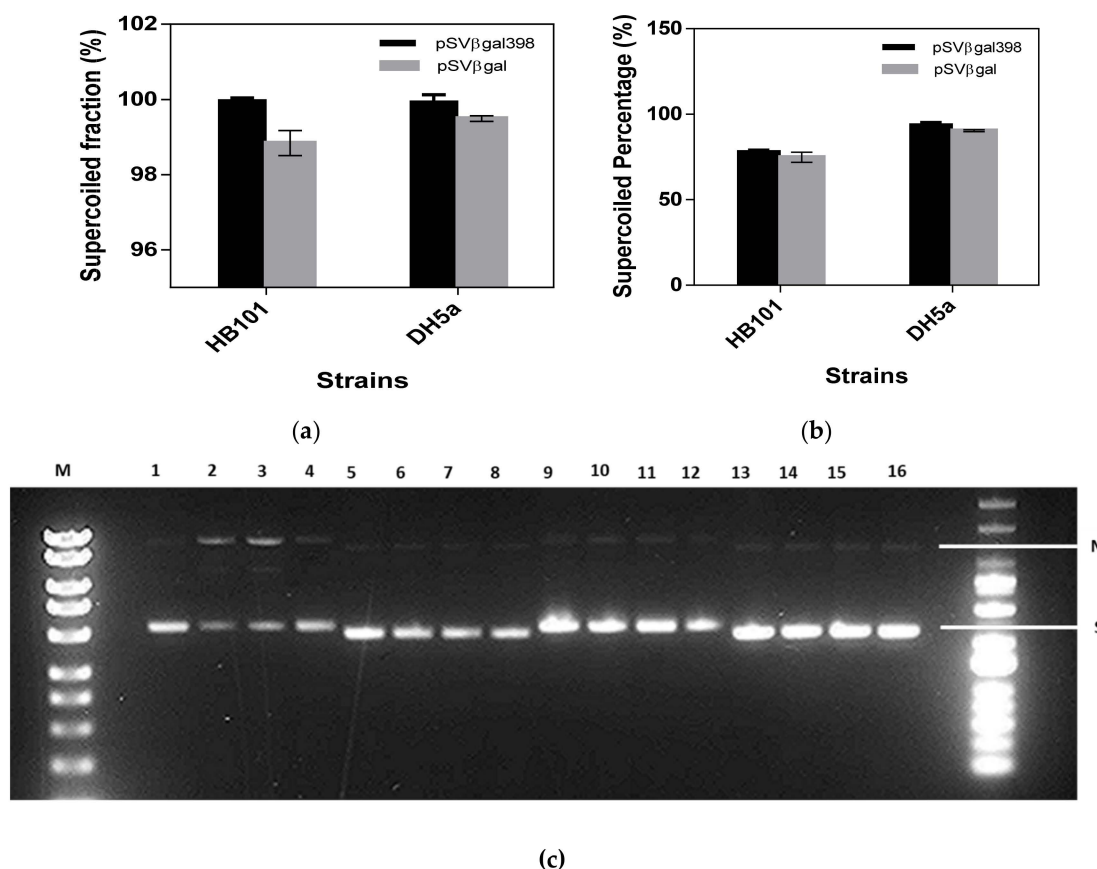 102
100
98
96
Supercoiled fraction (%)
pSVβgal398
pSVβgal
HB101
DH5a
Strains
(a)
150
100
50
0
Supercoiled Percentage (%)
pSVβgal398
pSVβgal
HB101
DH5a
Strains
(b)
M 1 2 3 4 5 6 7 8 9 10 11 12 13 14 15 16
S
(c)